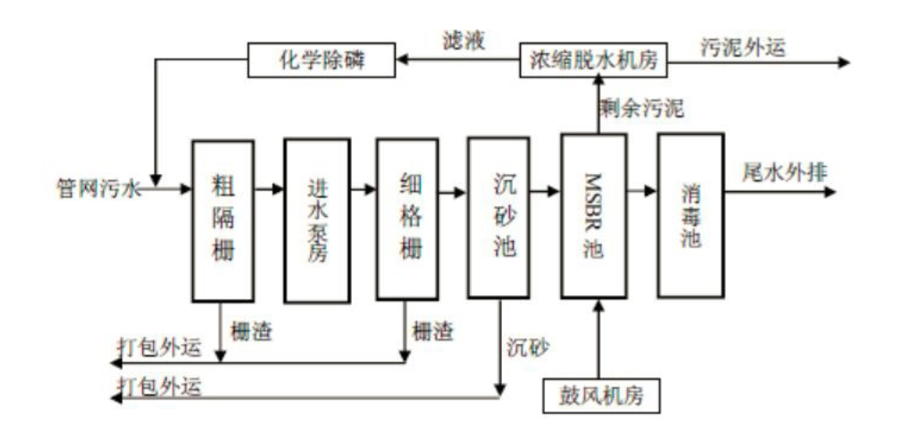 滤液
污泥外运
化学除磷
浓缩脱水机房
剩余污泥
管网污水
粗隔栅
进水泵房
细格栅
沉砂池
MSBR池
消毒池
尾水外排
栅渣
栅渣
沉砂
打包外运
打包外运
鼓风机房